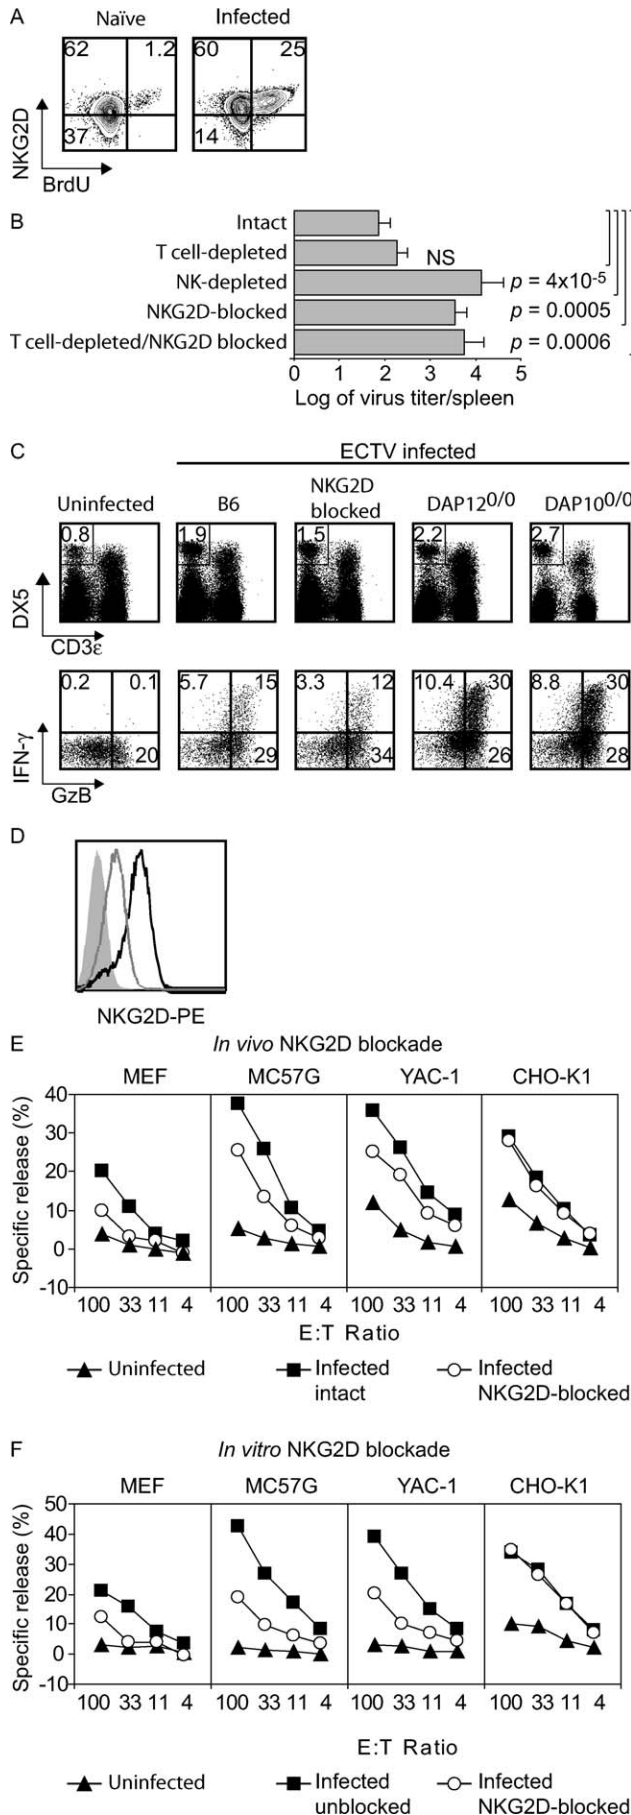 A
Naïve Infected
62 1.2 60 25
37 14
NKG2D
BrdU
B
Intact
T cell-depleted NS
NK-depleted p = 4x10-5
NKG2D-blocked p = 0.0005
T cell-depleted/NKG2D blocked p = 0.0006
0 1 2 3 4 5
Log of virus titer/spleen
C
ECTV infected
Uninfected B6 NKG2D blocked DAP120/0 DAP100/0
0.8 1.9 1.5 2.2 2.7
DX5
CD3ε
0.2 0.1 5.7 15 3.3 12 10.4 30 8.8 30
20 29 34 26 28
IFN-γ
GzB
D
NKG2D-PE
E
In vivo NKG2D blockade
MEF MC57G YAC-1 CHO-K1
Specific release (%)
40
30
20
10
0
-10
100 33 11 4 100 33 11 4 100 33 11 4 100 33 11 4
E:T Ratio
Uninfected Infected intact Infected NKG2D-blocked
F
In vitro NKG2D blockade
MEF MC57G YAC-1 CHO-K1
Specific release (%)
50
40
30
20
10
0
-10
100 33 11 4 100 33 11 4 100 33 11 4 100 33 11 4
E:T Ratio
Uninfected Infected unblocked Infected NKG2D-blocked